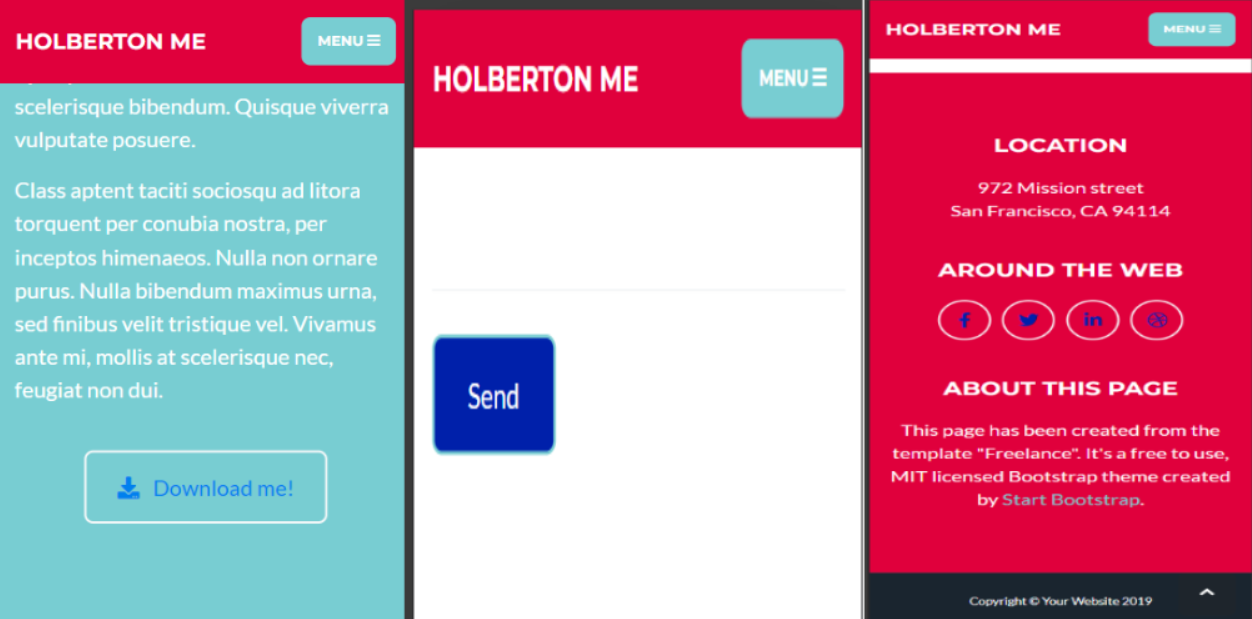 HOLBERTON ME
MENU
scelerisque bibendum. Quisque viverra
vulputate posuere.
Class aptent taciti sociosqu ad litora
torquent per conubia nostra, per
inceptos himenaeos. Nulla non ornare
purus. Nulla bibendum maximus urna,
sed finibus velit tristique vel. Vivamus
ante mi, mollis at scelerisque nec,
feugiat non dui.
Download me!
HOLBERTON ME
MENU
Send
HOLBERTON ME
MENU
LOCATION
972 Mission street
San Francisco, CA 94114
AROUND THE WEB
f
in
ABOUT THIS PAGE
This page has been created from the
template "Freelance". It's a free to use,
MIT licensed Bootstrap theme created
by Start Bootstrap.
Copyright © Your Website 2019